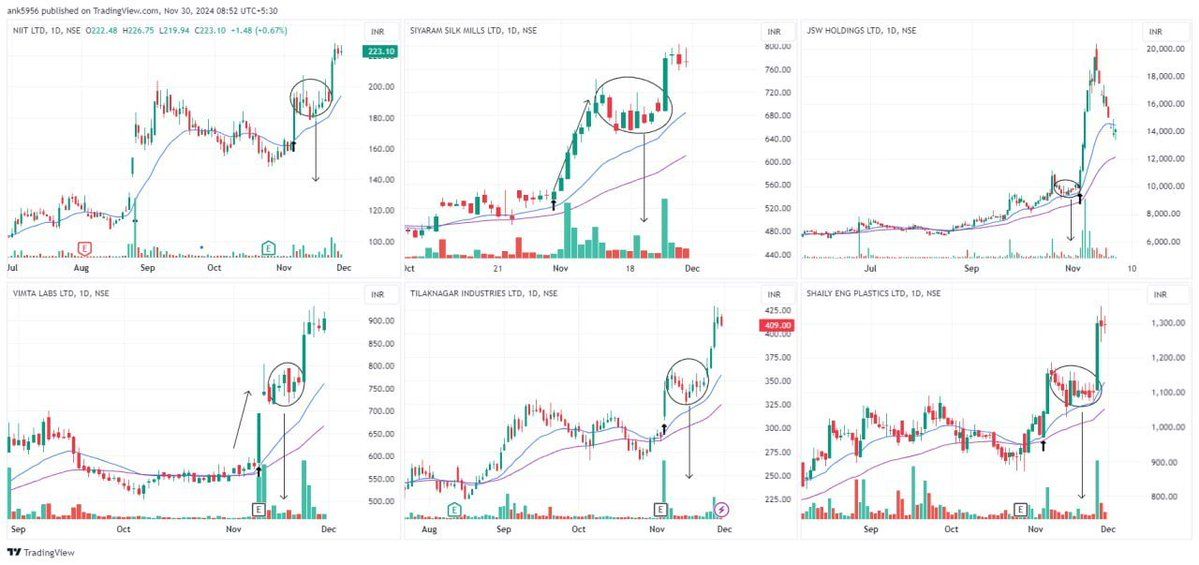 ank5956 published on TradingView.com, Nov 30, 2024 08:52 UTC+5:30
NIIT LTD, 1D, NSE O222.48 H226.75 L219.94 C223.10 +1.48 (+0.67%)
INR
223.10
200.00
180.00
160.00
140.00
120.00
100.00
E
E
Jul Aug Sep Oct Nov Dec
SIYARAM SILK MILLS LTD, 1D, NSE
INR
800.00
760.00
720.00
680.00
640.00
600.00
560.00
520.00
480.00
440.00
Oct 21 Nov 18 Dec
JSW HOLDINGS LTD, 1D, NSE
INR
20,000.00
18,000.00
16,000.00
14,000.00
12,000.00
10,000.00
8,000.00
6,000.00
Jul Sep Nov 10
VIMTA LABS LTD, 1D, NSE
INR
900.00
850.00
800.00
750.00
700.00
650.00
600.00
550.00
500.00
E
Sep Oct Nov Dec
TILAKNAGAR INDUSTRIES LTD, 1D, NSE
INR
425.00
409.00
375.00
350.00
325.00
300.00
275.00
250.00
225.00
E
E
Aug Sep Oct Nov Dec
SHAILY ENG PLASTICS LTD, 1D, NSE
INR
1,300.00
1,200.00
1,100.00
1,000.00
900.00
800.00
E
Sep Oct Nov Dec
TradingView